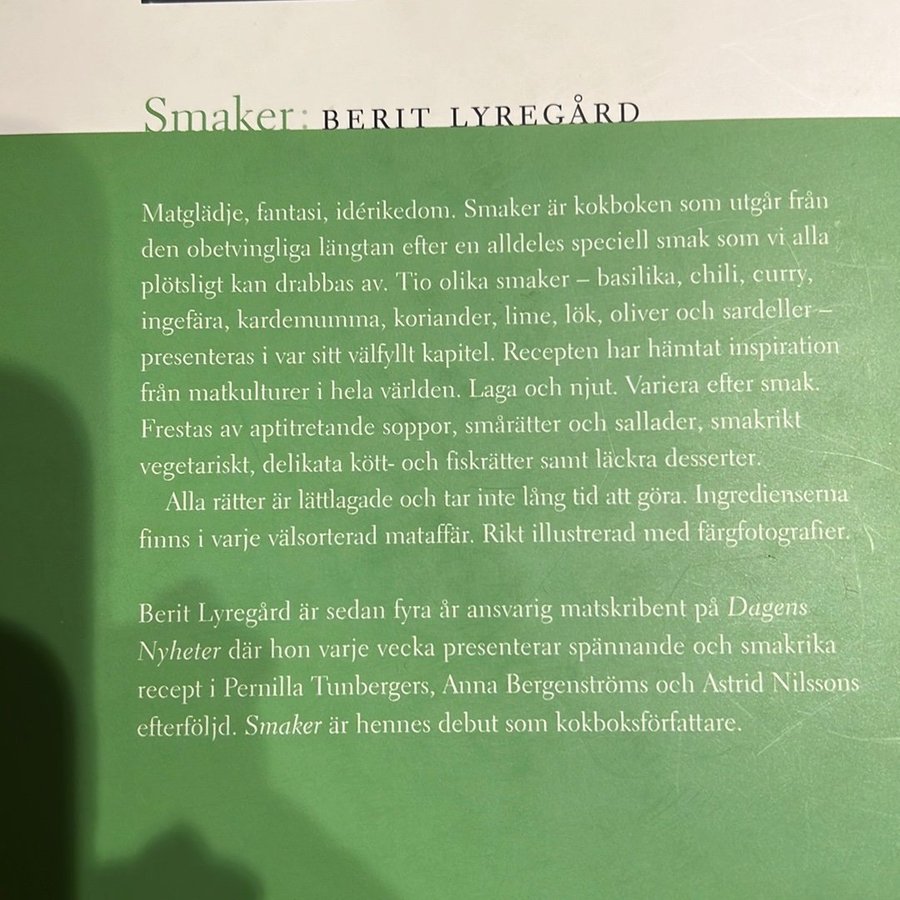 Smaker: BERIT LYREGÅRD
Matglädje, fantasi, idérikedom. Smaker är kokboken som utgår från
den obetvingliga längtan efter en alldeles speciell smak som vi alla
plötsligt kan drabbas av. Tio olika smaker – basilika, chili, curry,
ingefära, kardemumma, koriander, lime, lök, oliver och sardeller –
presenteras i var sitt välfyllt kapitel. Recepten har hämtat inspiration
från matkulturer i hela världen. Laga och njut. Variera efter smak.
Frestas av aptitretande soppor, smårätter och sallader, smakrikt
vegetariskt, delikata kött- och fiskrätter samt läckra desserter.
Alla rätter är lättlagade och tar inte lång tid att göra. Ingredienserna
finns i varje välsorterad mataffär. Rikt illustrerad med färgfotografier.
Berit Lyregård är sedan fyra år ansvarig matskribent på Dagens
Nyheter där hon varje vecka presenterar spännande och smakrika
recept i Pernilla Tunbergers, Anna Bergenströms och Astrid Nilssons
efterföljd. Smaker är hennes debut som kokboksförfattare.